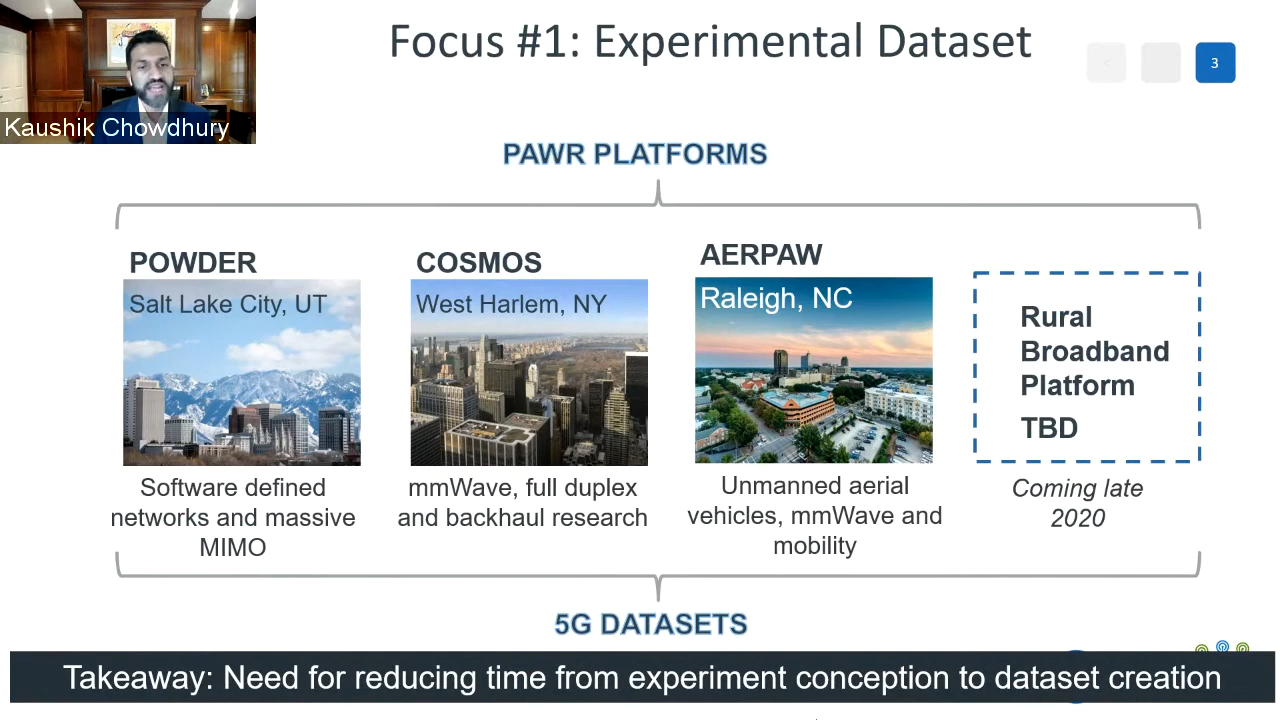 Focus #1: Experimental Dataset
3
Kaushik Chowdhury
PAWR PLATFORMS
POWDER
Salt Lake City, UT
Software defined
networks and massive
MIMO
COSMOS
West Harlem, NY
mmWave, full duplex
and backhaul research
AERPAW
Raleigh, NC
Unmanned aerial
vehicles, mmWave and
mobility
Rural
Broadband
Platform
TBD
Coming late
2020
5G DATASETS
Takeaway: Need for reducing time from experiment conception to dataset creation